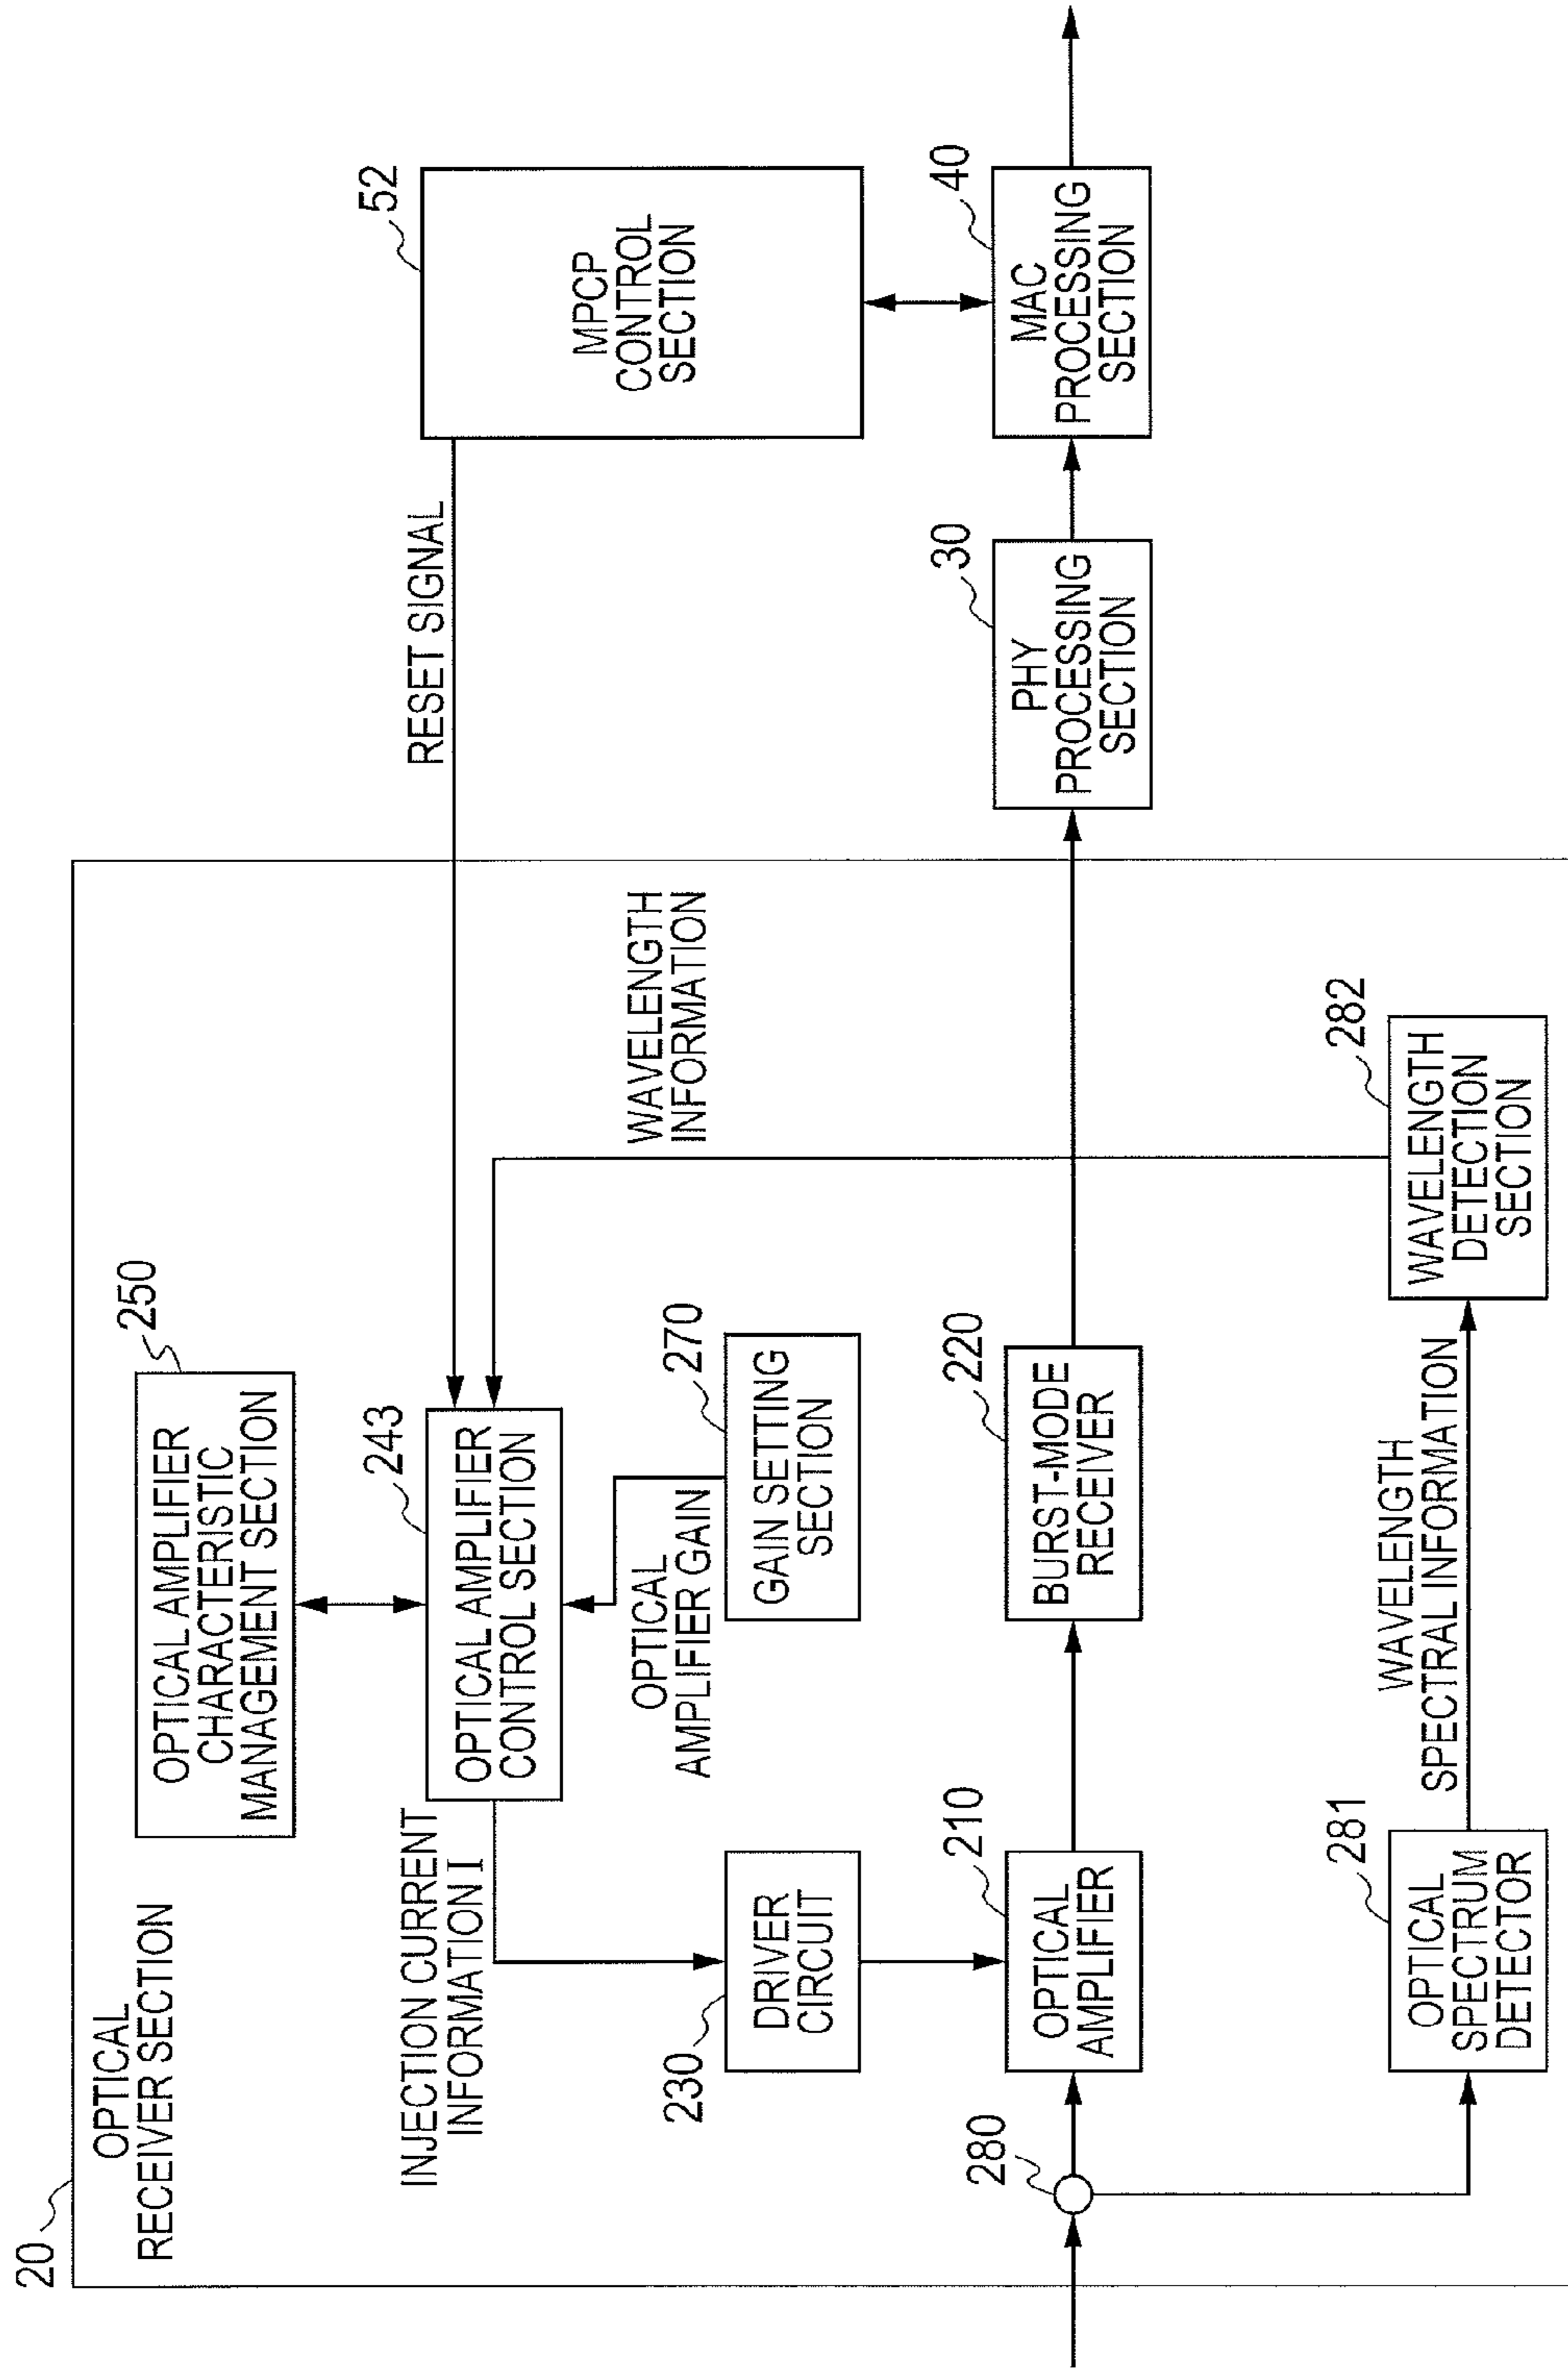 20
OPTICAL
RECEIVER SECTION
OPTICAL AMPLIFIER
CHARACTERISTIC
MANAGEMENT SECTION
250
INJECTION CURRENT
INFORMATION I
OPTICAL AMPLIFIER
CONTROL SECTION
243
RESET SIGNAL
MPCP
CONTROL
SECTION
52
WAVELENGTH
INFORMATION
OPTICAL
AMPLIFIER GAIN
230
DRIVER
CIRCUIT
GAIN SETTING
SECTION
270
280
OPTICAL
AMPLIFIER
210
BURST-MODE
RECEIVER
220
PHY
PROCESSING
SECTION
30
MAC
PROCESSING
SECTION
40
OPTICAL
SPECTRUM
DETECTOR
281
WAVELENGTH
SPECTRAL INFORMATION
WAVELENGTH
DETECTION
SECTION
282